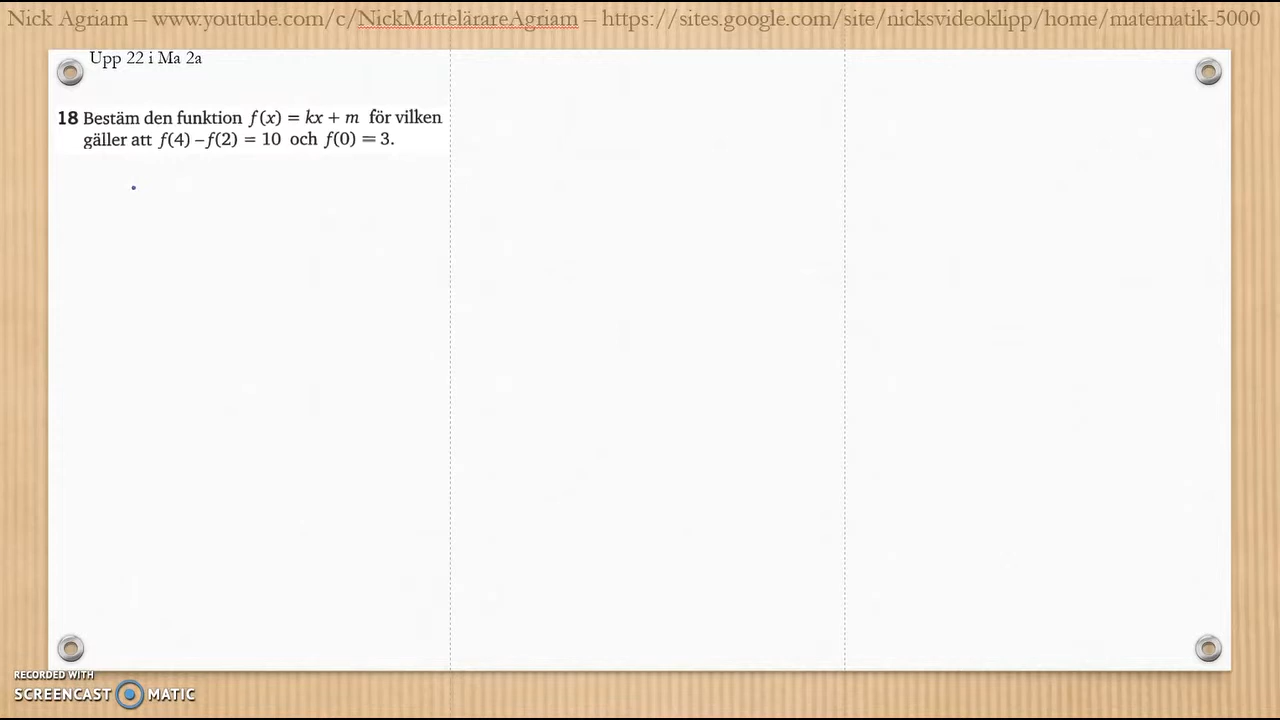 Nick Agriam – www.youtube.com/c/NickMattelärareAgriam – https://sites.google.com/site/nicksvideoklipp/home/matematik-5000
Upp 22 i Ma 2a
18 Bestäm den funktion f(x) = kx + m för vilken
gäller att f(4) – f(2) = 10 och f(0) = 3.
RECORDED WITH
SCREENCAST MATIC